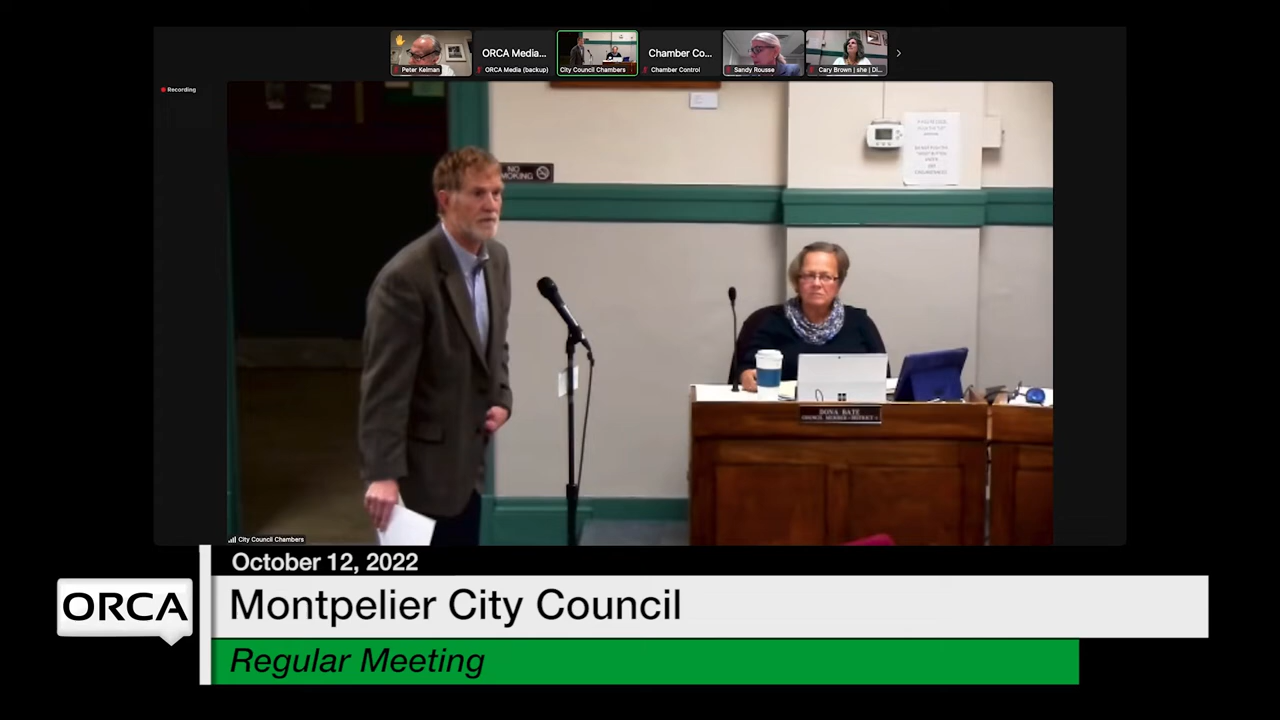 ORCA Media...
Chamber Co...
Peter Kelman
ORCA Media (backup)
City Council Chambers
Chamber Control
Sandy Rousse
Cary Brown | she | Di...
Recording
NO
SMOKING
DONA BATE
City Council Chambers
October 12, 2022
ORCA
Montpelier City Council
Regular Meeting